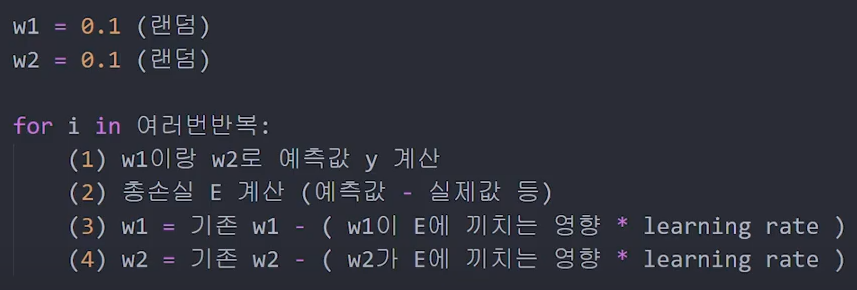 w1 = 0.1 (랜덤)
w2 = 0.1 (랜덤)
for i in 여러번반복:
(1) w1이랑 w2로 예측값 y 계산
(2) 총손실 E 계산 (예측값 - 실제값 등)
(3) w1 = 기존 w1 - ( w1이 E에 끼치는 영향 * learning rate )
(4) w2 = 기존 w2 - ( w2가 E에 끼치는 영향 * learning rate )